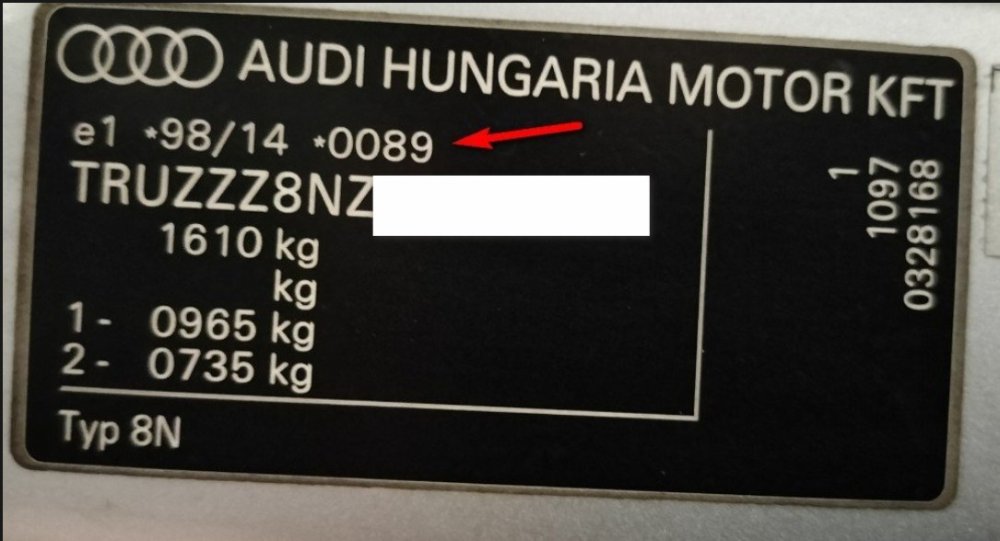 AUDI HUNGARIA MOTOR KFT
e1 *98/14 *0089
TRUZZZ8NZ
1610 kg
kg
1- 0965 kg
2- 0735 kg
Typ 8N
1
1097
0328168